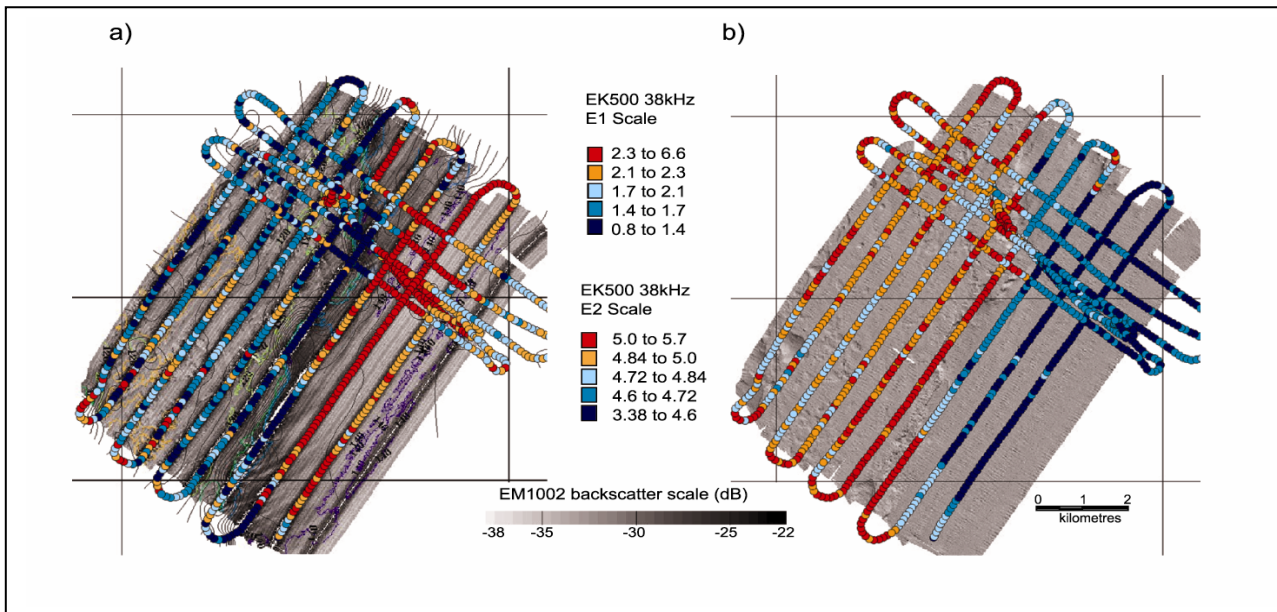 a)
b)
EK500 38kHz
E1 Scale
2.3 to 6.6
2.1 to 2.3
1.7 to 2.1
1.4 to 1.7
0.8 to 1.4
EK500 38kHz
E2 Scale
5.0 to 5.7
4.84 to 5.0
4.72 to 4.84
4.6 to 4.72
3.38 to 4.6
EM1002 backscatter scale (dB)
-38
-35
-30
-25
-22
0 1 2
kilometres